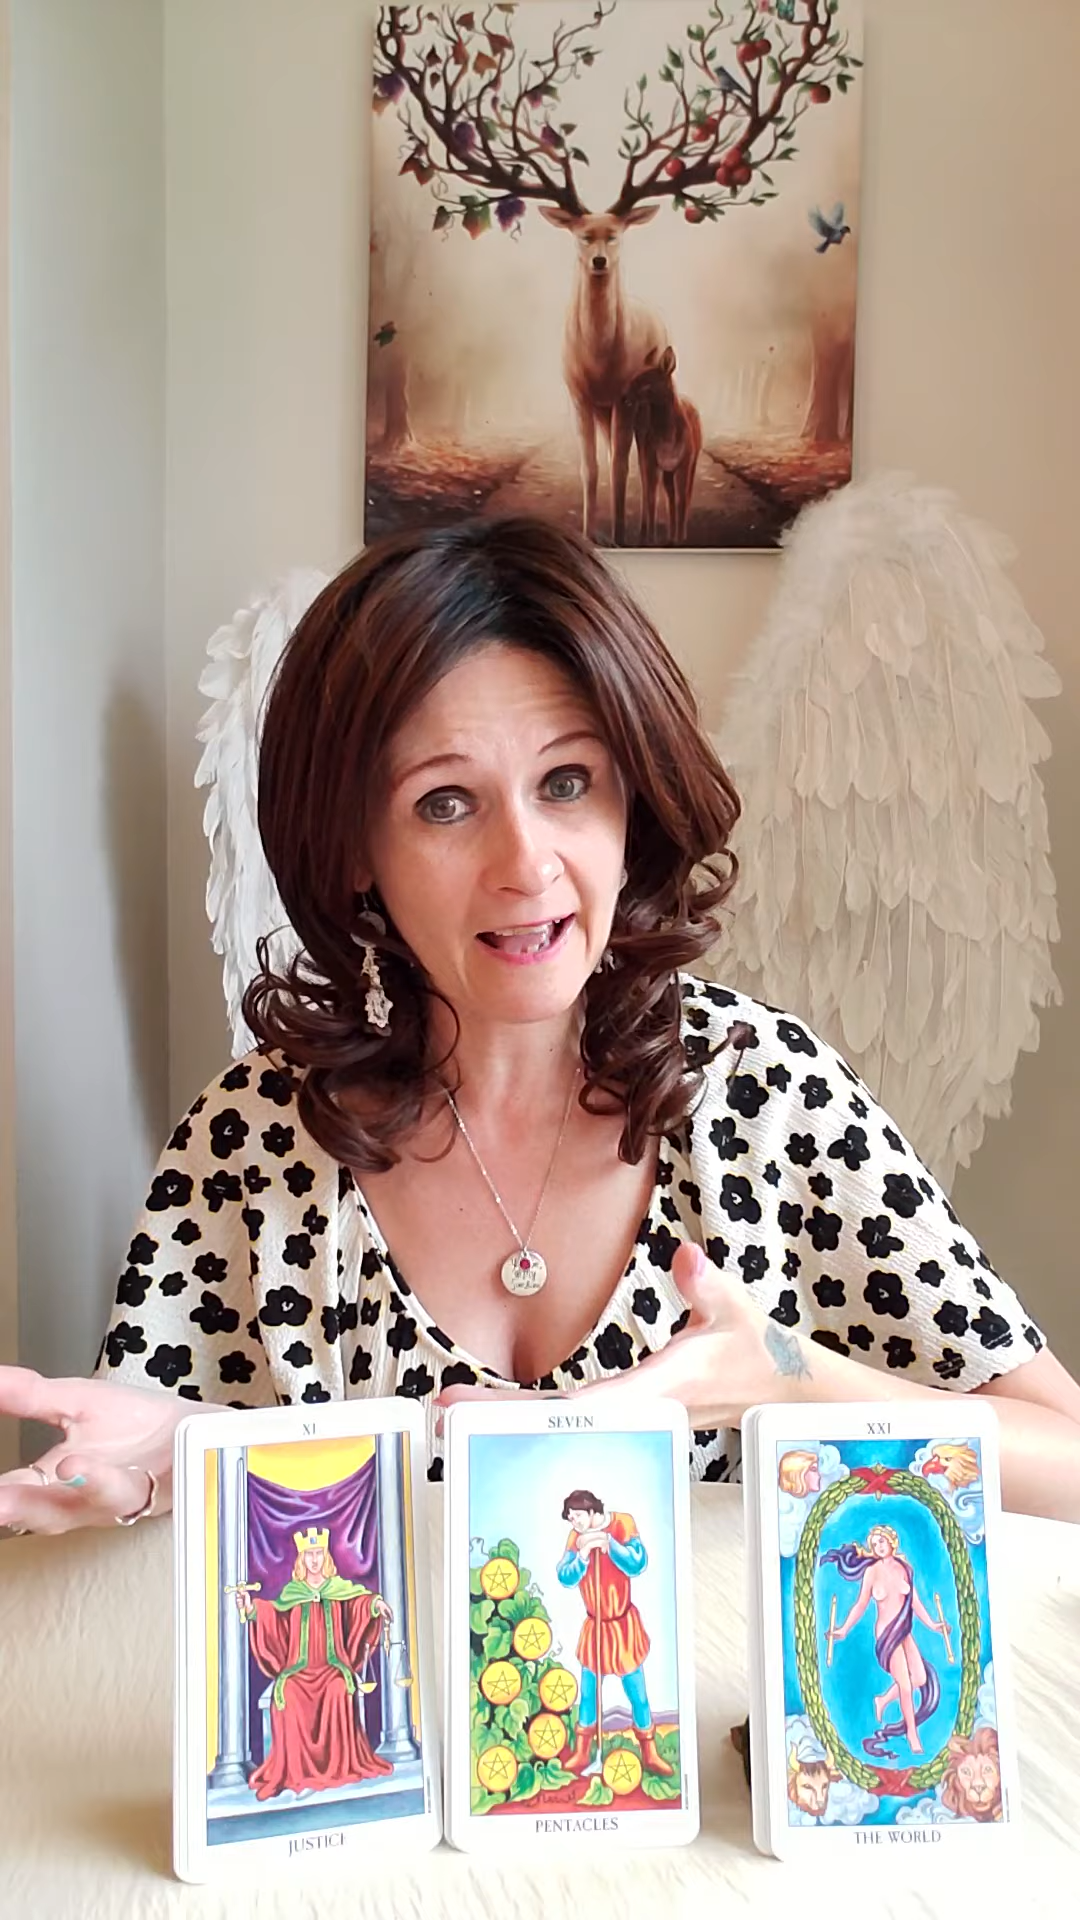 XI
JUSTICE
SEVEN
PENTACLES
XXI
THE WORLD